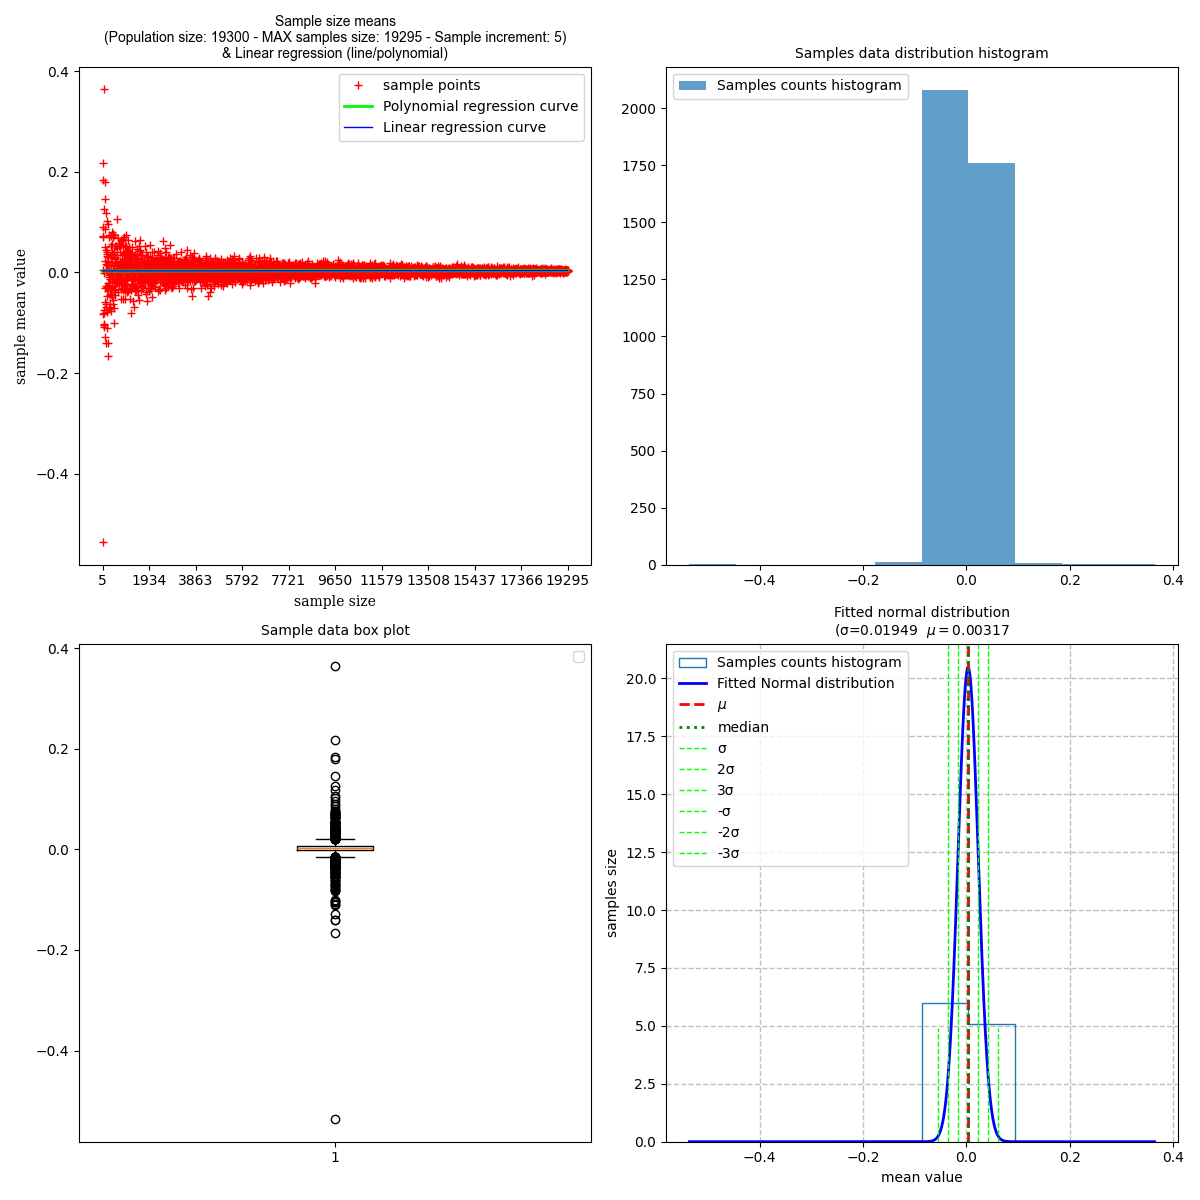 Sample size means
(Population size: 19300 - MAX samples size: 19295 - Sample increment: 5)
& Linear regression (line/polynomial)
0.4
0.2
0.0
−0.2
−0.4
sample mean value
sample points
Polynomial regression curve
Linear regression curve
5 1934 3863 5792 7721 9650 11579 13508 15437 17366 19295
sample size
Samples data distribution histogram
2000
1750
1500
1250
1000
750
500
250
0
Samples counts histogram
−0.4 −0.2 0.0 0.2 0.4
Sample data box plot
0.4
0.2
0.0
−0.2
−0.4
1
Fitted normal distribution
(σ=0.01949 μ = 0.00317
20.0
17.5
15.0
12.5
10.0
7.5
5.0
2.5
0.0
samples size
Samples counts histogram
Fitted Normal distribution
μ
median
σ
2σ
3σ
-σ
-2σ
-3σ
−0.4 −0.2 0.0 0.2 0.4
mean value